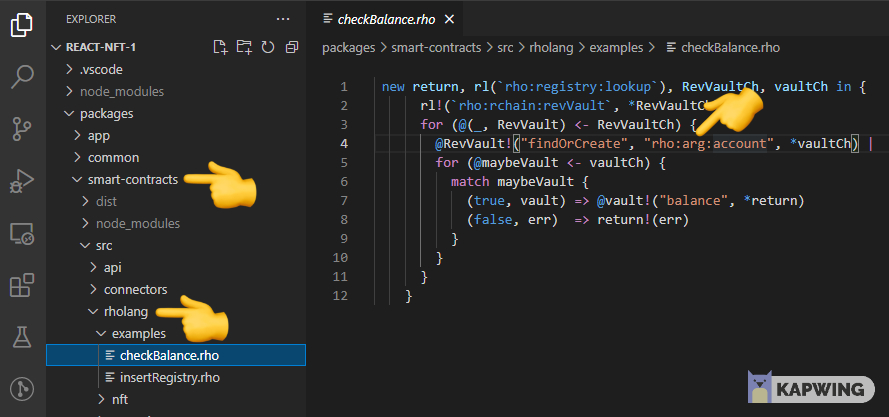 EXPLORER
REACT-NFT-1
.vscode
node_modules
packages
app
common
smart-contracts
dist
node_modules
src
api
connectors
rholang
examples
checkBalance.rho
insertRegistry.rho
nft
checkBalance.rho
packages > smart-contracts > src > rholang > examples > checkBalance.rho
1 new return, rl(`rho:registry:lookup`), RevVaultCh, vaultCh in {
2 rl!(`rho:rchain:revVault`, *RevVaultCh
3 for (@(_, RevVault) <- RevVaultCh) {
4 @RevVault!("findOrCreate", "rho:arg:account", *vaultCh) |
5 for (@maybeVault <- vaultCh) {
6 match maybeVault {
7 (true, vault) => @vault!("balance", *return)
8 (false, err) => return!(err)
9 }
10 }
11 }
12 }
KAPWING